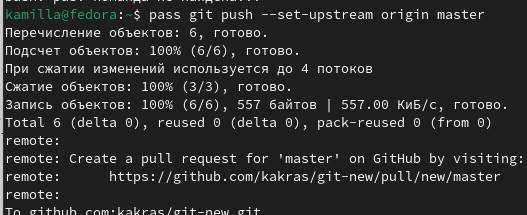 kamilla@fedora:~$ pass git push --set-upstream origin master
Перечисление объектов: 6, готово.
Подсчет объектов: 100% (6/6), готово.
При сжатии изменений используется до 4 потоков
Сжатие объектов: 100% (3/3), готово.
Запись объектов: 100% (6/6), 557 байтов | 557.00 КиБ/с, готово.
Total 6 (delta 0), reused 0 (delta 0), pack-reused 0 (from 0)
remote:
remote: Create a pull request for 'master' on GitHub by visiting:
remote:      https://github.com/kakras/git-new/pull/new/master
remote:
To github.com:kakras/git-new.git